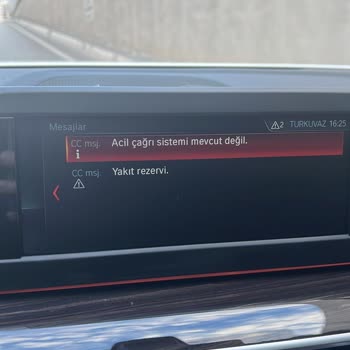 Mesajlar 2 TURKUVAZ 16:25
CC msj. Acil çağrı sistemi mevcut değil.
CC msj. Yakıt rezervi.